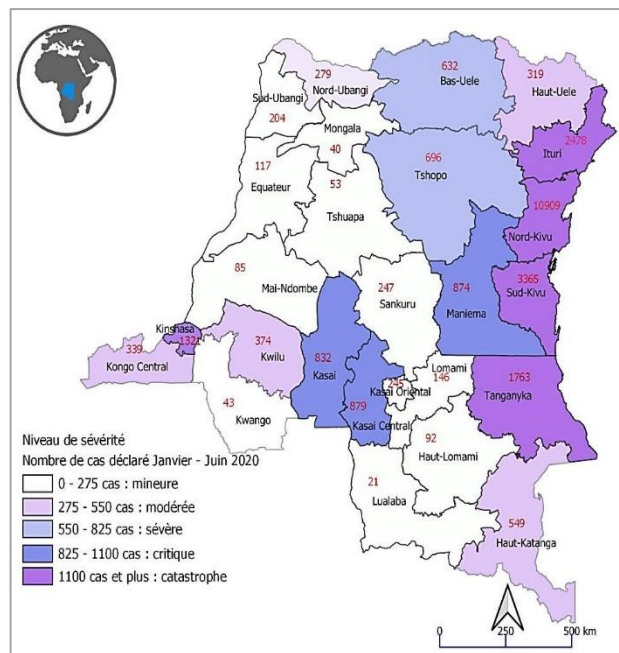 632
279
Bas-Uele
319
Nord-Ubangi
Haut-Uele
Sud-Ubangi
204
Mongala
2478
Ituri
40
696
117
Tshopo
Equateur
53
Tshuapa
10909
Nord-Kivu
85
Mai-Ndombe
247
Sankuru
874
Maniema
3365
Sud-Kivu
Kinshasa
1321
339
Kongo Central
374
Kwilu
832
Kasai
Lomami
146
245
Kasai Oriental
1763
Tanganyka
43
Kwango
879
Kasai Central
92
Haut-Lomami
21
Lualaba
549
Haut-Katanga
Niveau de sévérité
Nombre de cas déclaré Janvier - Juin 2020
0 - 275 cas : mineure
275 - 550 cas : modérée
550 - 825 cas : sévère
825 - 1100 cas : critique
1100 cas et plus : catastrophe
0 250 500 km